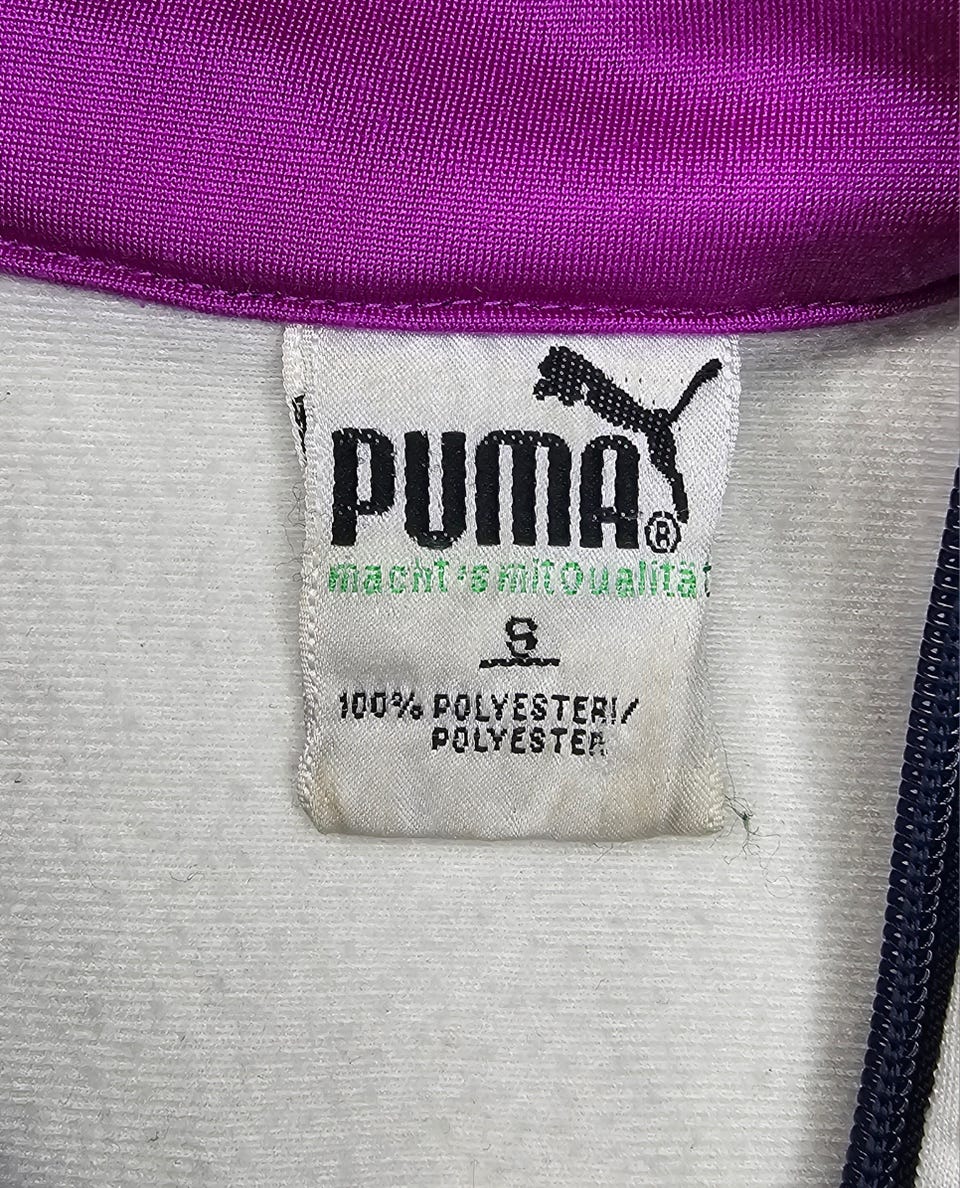 PUMA®
macht's mit Qualität
S
100% POLYESTERI/
POLYESTER